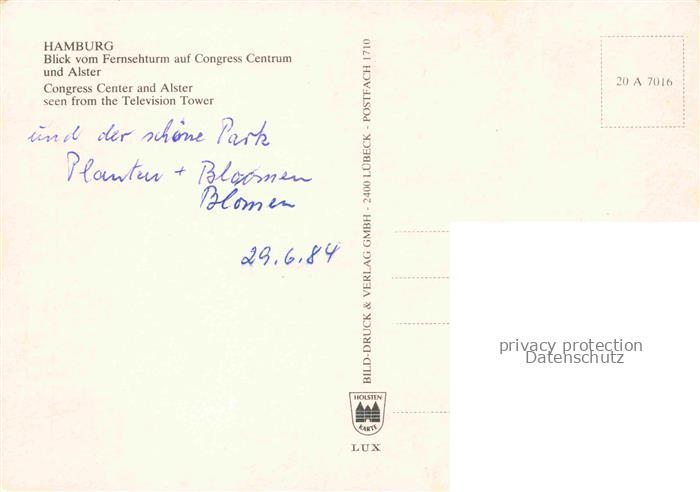 HAMBURG
Blick vom Fernsehturm auf Congress Centrum
und Alster
Congress Center and Alster
seen from the Television Tower
und der schöne Park
Planten + Bloomen
Blomen
29.6.84
BILD-DRUCK & VERLAG GMBH - 2400 LÜBECK - POSTFACH 1710
HOLSTEN-
KARTE
LUX
20 A 7016
privacy protection
Datenschutz